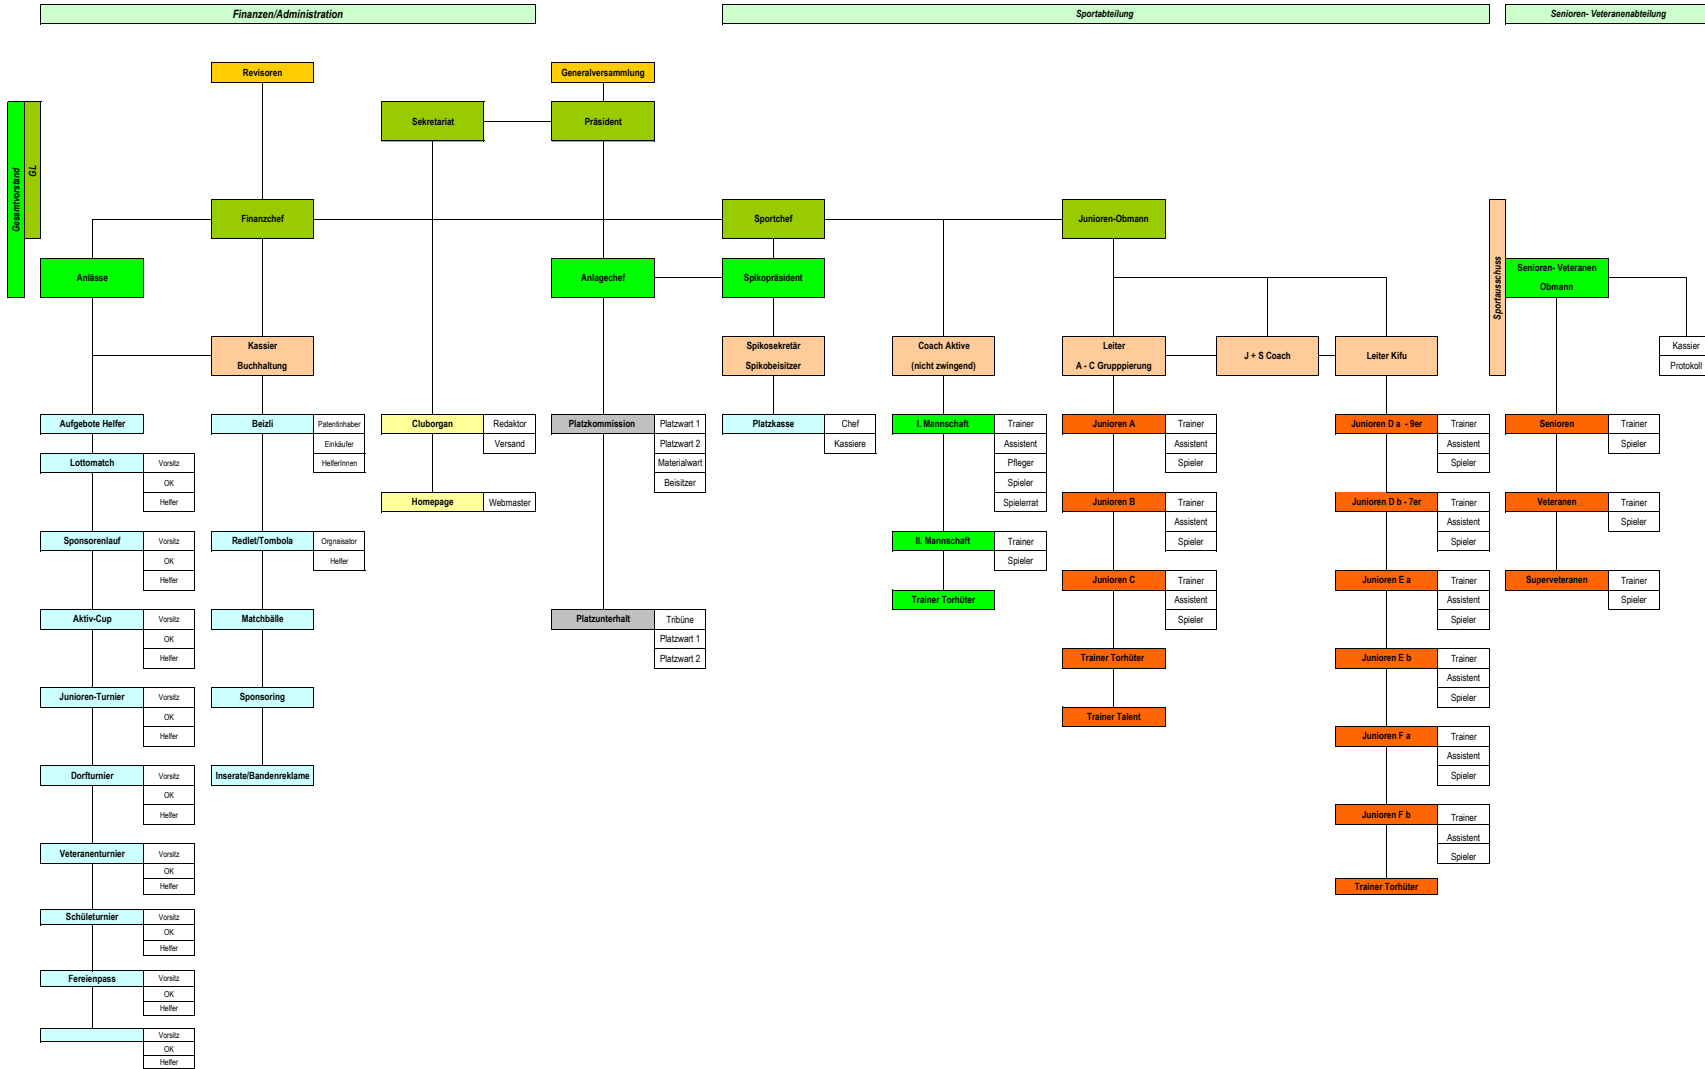 Finanzen/Administration
Sportabteilung
Senioren- Veteranenabteilung
Revisoren
Generalversammlung
Gesamtvorstand
GL
Sekretariat
Präsident
Finanzchef
Sportchef
Junioren-Obmann
Sportausschuss
Anlässe
Anlagechef
Spikopräsident
Senioren- Veteranen
Obmann
Kassier
Buchhaltung
Spikosekretär
Spikobeisitzer
Coach Aktive
(nicht zwingend)
Leiter
A - C Grupppierung
J + S Coach
Leiter Kifu
Kassier
Protokoll
Aufgebote Helfer
Lottomatch
Vorsitz
OK
Helfer
Sponsorenlauf
Vorsitz
OK
Helfer
Aktiv-Cup
Vorsitz
OK
Helfer
Junioren-Turnier
Vorsitz
OK
Helfer
Dorfturnier
Vorsitz
OK
Helfer
Veteranenturnier
Vorsitz
OK
Helfer
Schületurnier
Vorsitz
OK
Helfer
Fereienpass
Vorsitz
OK
Helfer
Vorsitz
OK
Helfer
Beizli
Patentinhaber
Einkäufer
HelferInnen
Redlet/Tombola
Orgnaisator
Helfer
Matchbälle
Sponsoring
Inserate/Bandenreklame
Cluborgan
Redaktor
Versand
Homepage
Webmaster
Platzkommission
Platzwart 1
Platzwart 2
Materialwart
Beisitzer
Platzunterhalt
Tribüne
Platzwart 1
Platzwart 2
Platzkasse
Chef
Kassiere
I. Mannschaft
Trainer
Assistent
Pfleger
Spieler
Spielerrat
II. Mannschaft
Trainer
Spieler
Trainer Torhüter
Junioren A
Trainer
Assistent
Spieler
Junioren B
Trainer
Assistent
Spieler
Junioren C
Trainer
Assistent
Spieler
Trainer Torhüter
Trainer Talent
Junioren D a - 9er
Trainer
Assistent
Spieler
Junioren D b - 7er
Trainer
Assistent
Spieler
Junioren E a
Trainer
Assistent
Spieler
Junioren E b
Trainer
Assistent
Spieler
Junioren F a
Trainer
Assistent
Spieler
Junioren F b
Trainer
Assistent
Spieler
Trainer Torhüter
Senioren
Trainer
Spieler
Veteranen
Trainer
Spieler
Superveteranen
Trainer
Spieler